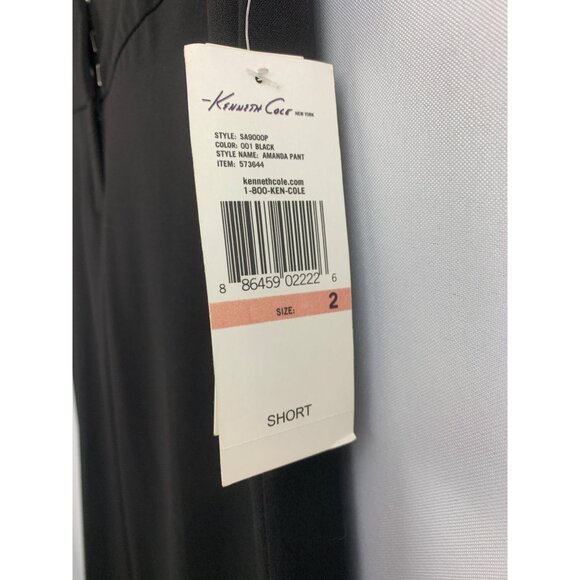 Kenneth Cole NEW YORK
STYLE: SA9000P
COLOR: 001 BLACK
STYLE NAME: AMANDA PANT
ITEM: 573644
kennethcole.com
1-800-KEN-COLE
8 86459 02222 6
SIZE: 2
SHORT